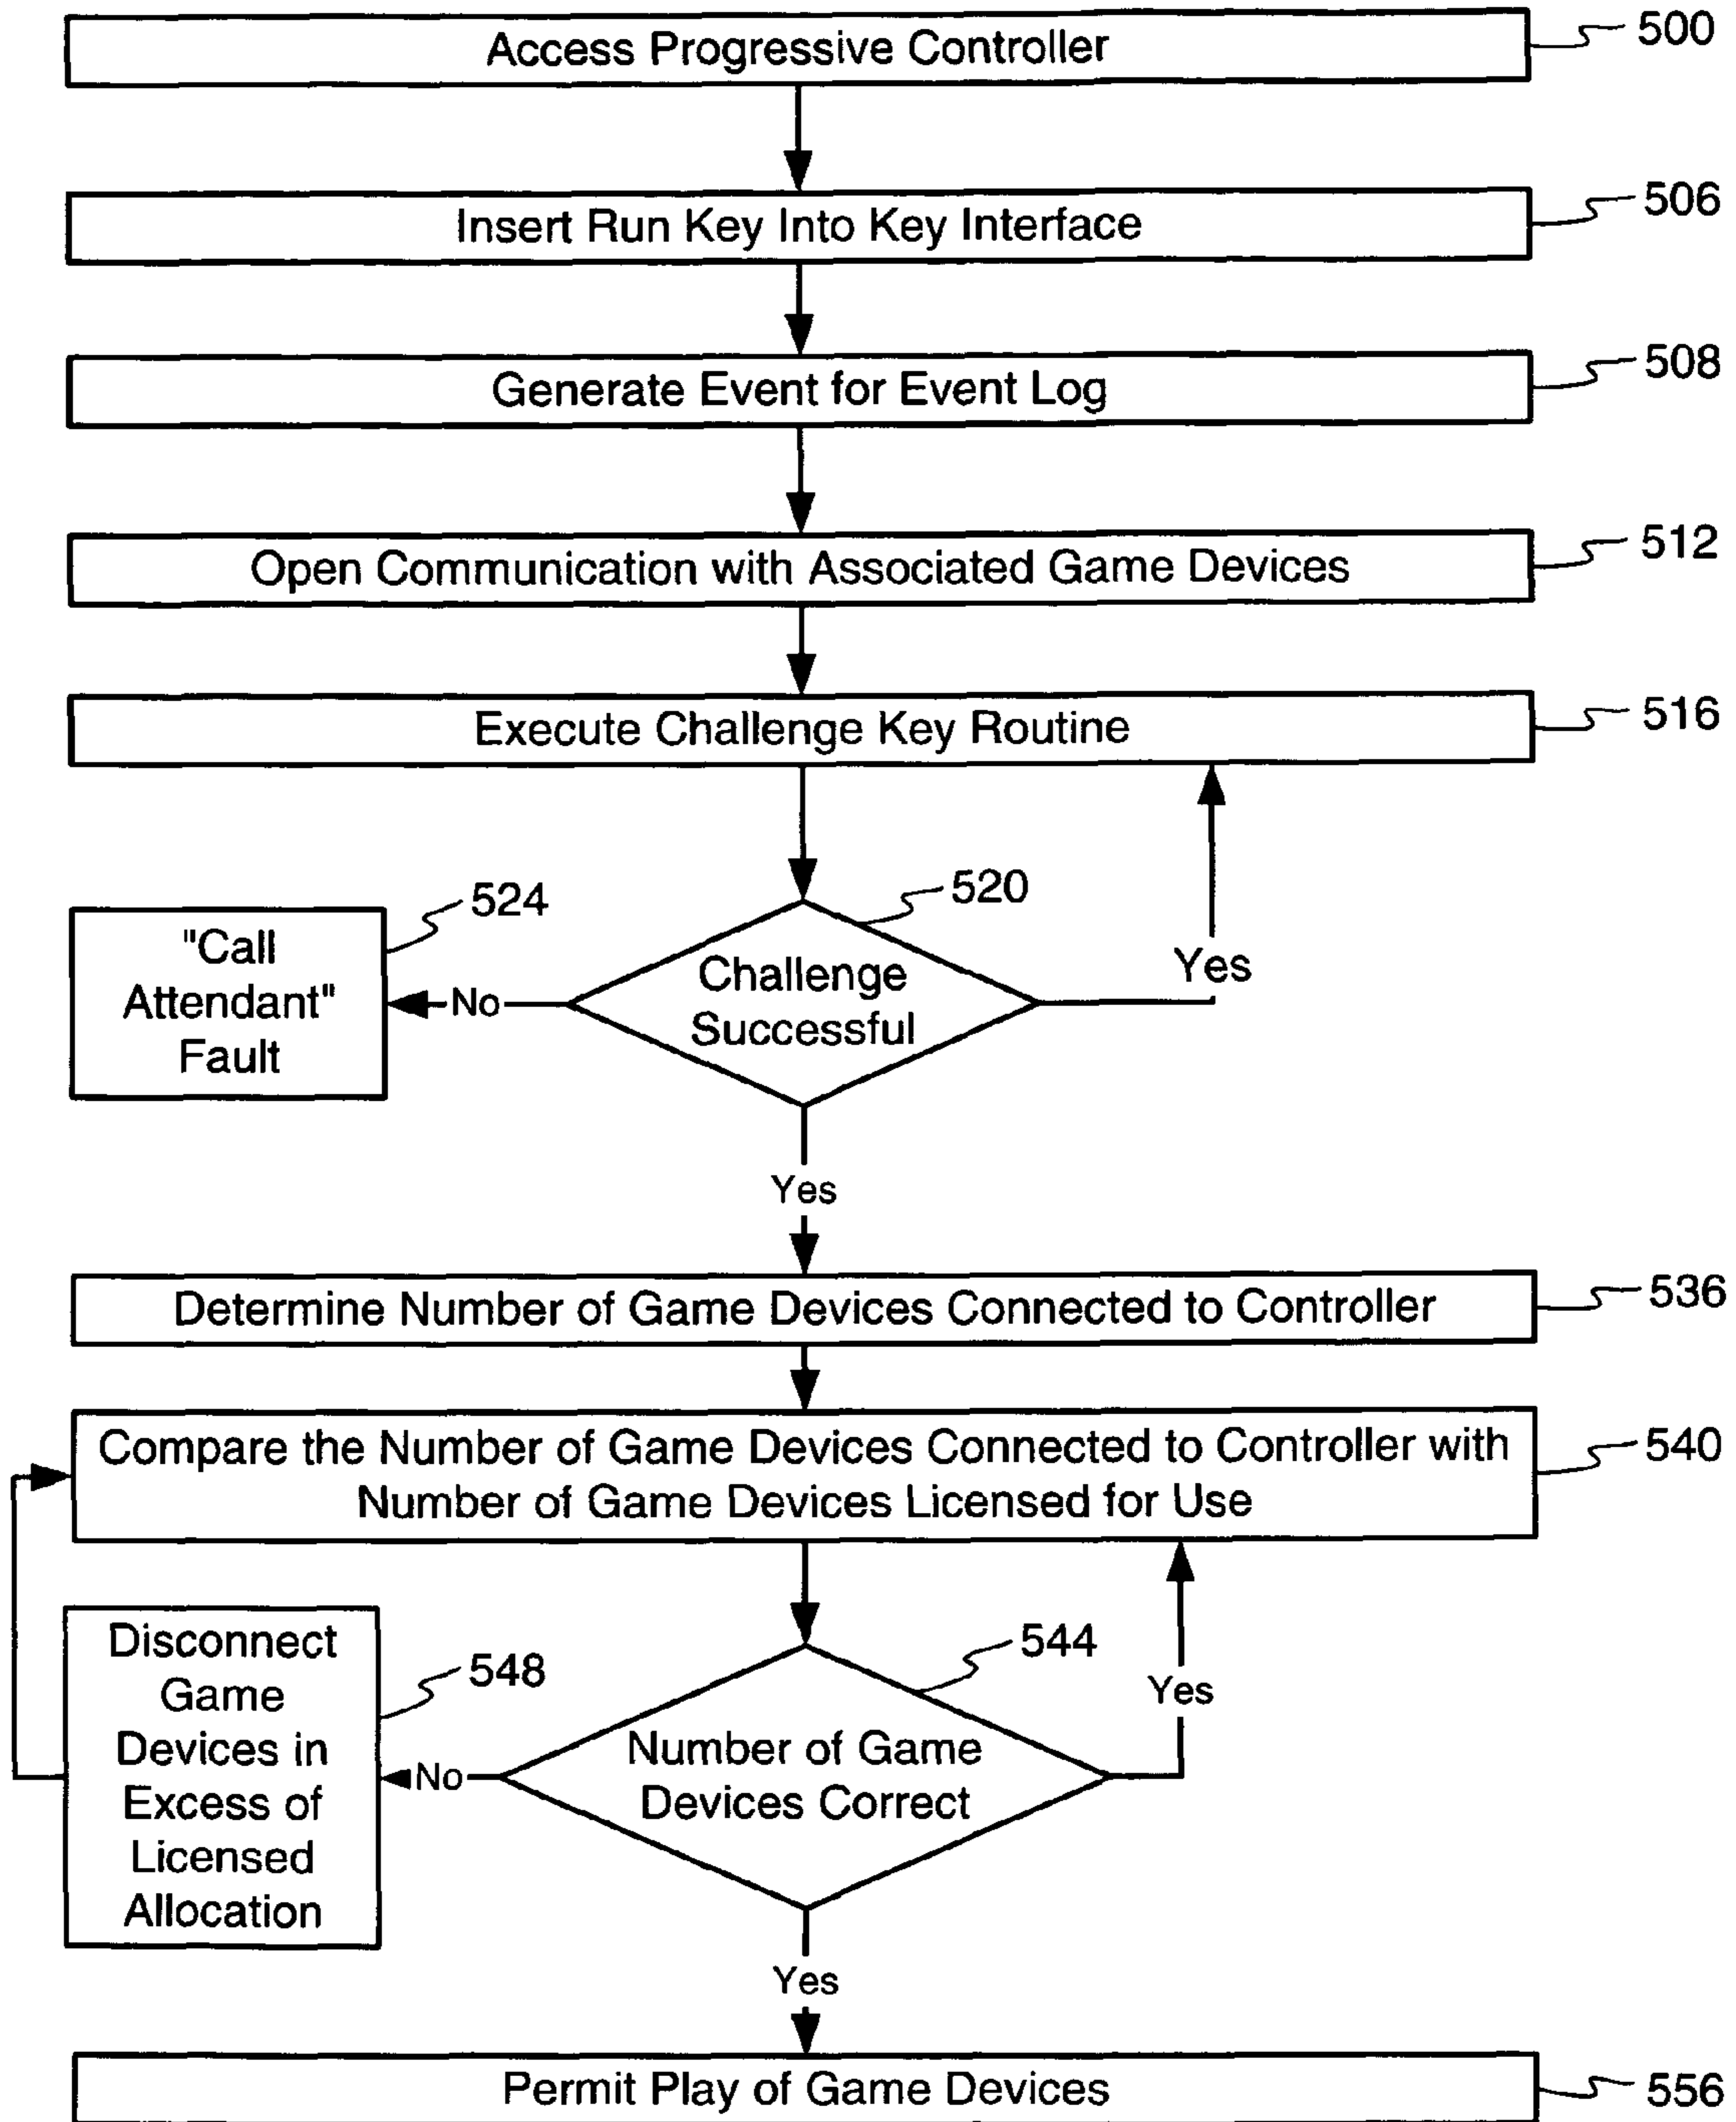 Access Progressive Controller
500
Insert Run Key Into Key Interface
506
Generate Event for Event Log
508
Open Communication with Associated Game Devices
512
Execute Challenge Key Routine
516
524
"Call
Attendant"
Fault
No
520
Challenge
Successful
Yes
Yes
Determine Number of Game Devices Connected to Controller
536
Compare the Number of Game Devices Connected to Controller with
Number of Game Devices Licensed for Use
540
Disconnect
Game
Devices in
Excess of
Licensed
Allocation
548
No
544
Number of Game
Devices Correct
Yes
Yes
Permit Play of Game Devices
556